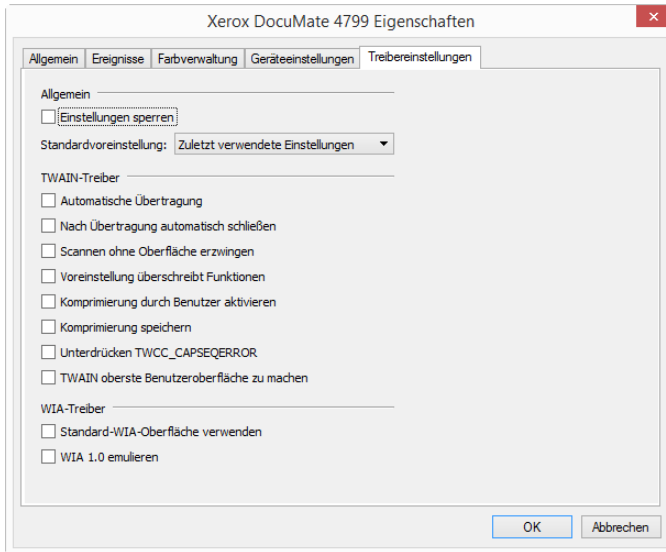 Xerox DocuMate 4799 Eigenschaften
Allgemein Ereignisse Farbverwaltung Geräteeinstellungen Treibereinstellungen
Allgemein
Einstellungen sperren
Standardvoreinstellung: Zuletzt verwendete Einstellungen
TWAIN-Treiber
Automatische Übertragung
Nach Übertragung automatisch schließen
Scannen ohne Oberfläche erzwingen
Voreinstellung überschreibt Funktionen
Komprimierung durch Benutzer aktivieren
Komprimierung speichern
Unterdrücken TWCC_CAPSEQERROR
TWAIN oberste Benutzeroberfläche zu machen
WIA-Treiber
Standard-WIA-Oberfläche verwenden
WIA 1.0 emulieren
OK Abbrechen